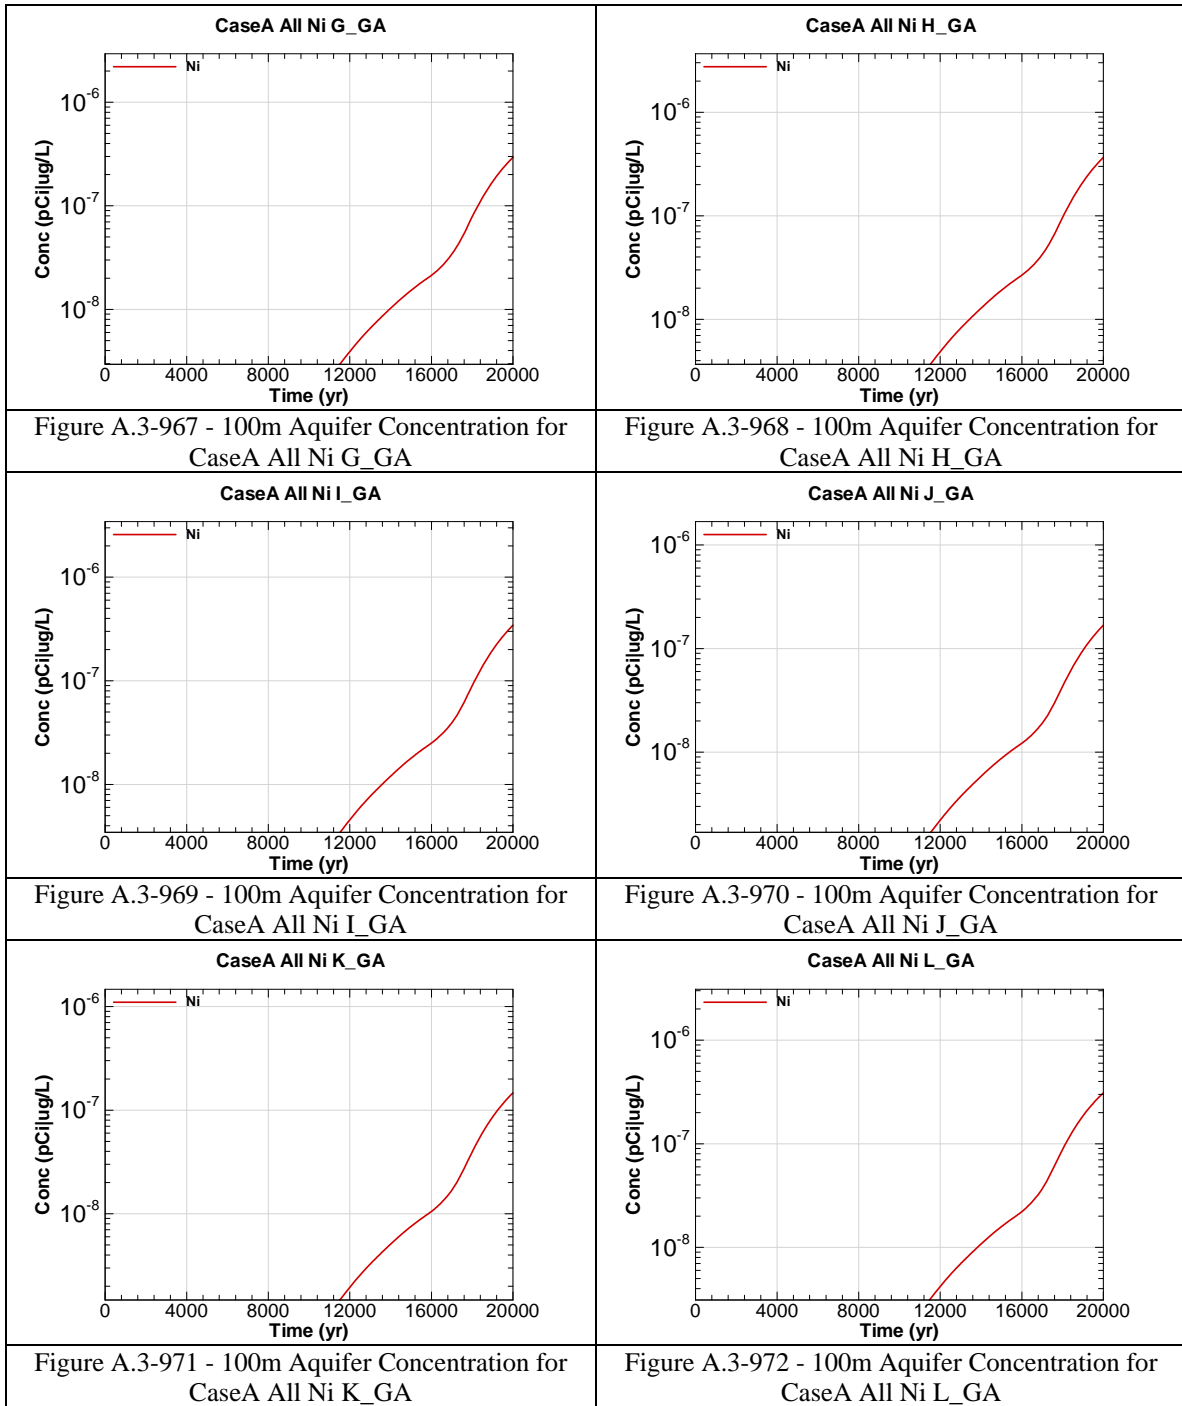 CaseA All Ni G_GA
Ni
10-6
10-7
10-8
Conc (pCi|ug/L)
0 4000 8000 12000 16000 20000
Time (yr)
Figure A.3-967 - 100m Aquifer Concentration for
CaseA All Ni G_GA
CaseA All Ni H_GA
Ni
10-6
10-7
10-8
Conc (pCi|ug/L)
0 4000 8000 12000 16000 20000
Time (yr)
Figure A.3-968 - 100m Aquifer Concentration for
CaseA All Ni H_GA
CaseA All Ni I_GA
Ni
10-6
10-7
10-8
Conc (pCi|ug/L)
0 4000 8000 12000 16000 20000
Time (yr)
Figure A.3-969 - 100m Aquifer Concentration for
CaseA All Ni I_GA
CaseA All Ni J_GA
Ni
10-6
10-7
10-8
Conc (pCi|ug/L)
0 4000 8000 12000 16000 20000
Time (yr)
Figure A.3-970 - 100m Aquifer Concentration for
CaseA All Ni J_GA
CaseA All Ni K_GA
Ni
10-6
10-7
10-8
Conc (pCi|ug/L)
0 4000 8000 12000 16000 20000
Time (yr)
Figure A.3-971 - 100m Aquifer Concentration for
CaseA All Ni K_GA
CaseA All Ni L_GA
Ni
10-6
10-7
10-8
Conc (pCi|ug/L)
0 4000 8000 12000 16000 20000
Time (yr)
Figure A.3-972 - 100m Aquifer Concentration for
CaseA All Ni L_GA